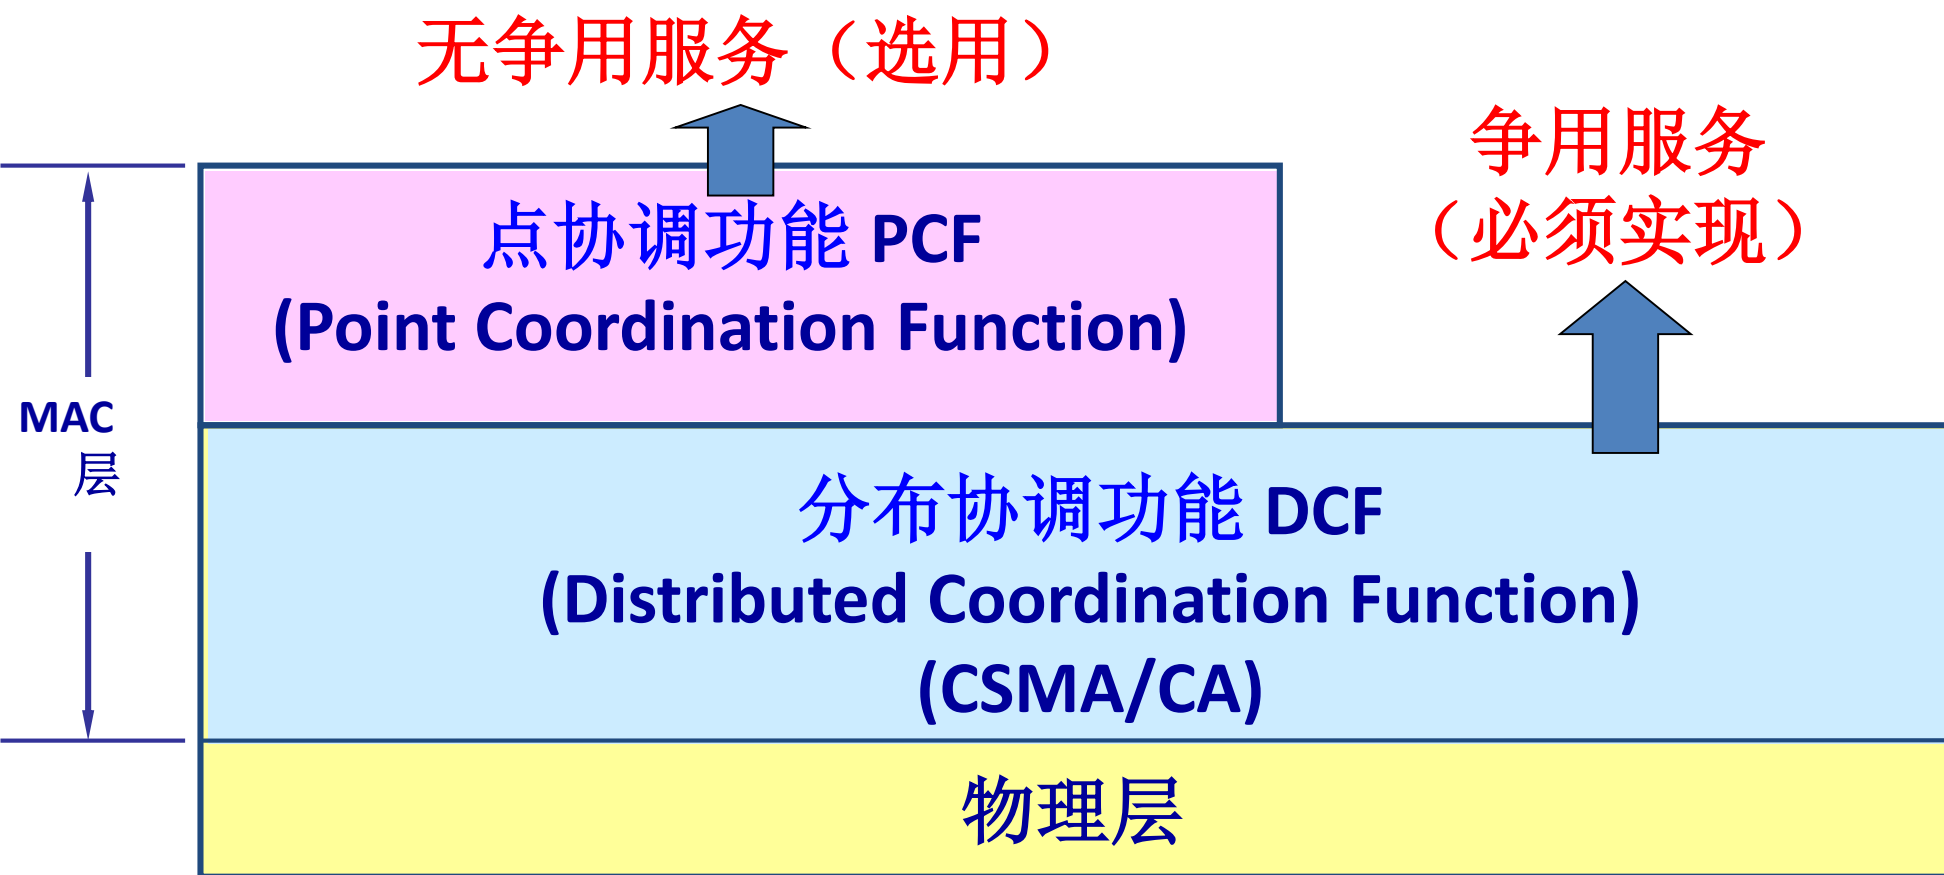 无争用服务（选用）
争用服务
（必须实现）
点协调功能 PCF
(Point Coordination Function)
MAC
层
分布协调功能 DCF
(Distributed Coordination Function)
(CSMA/CA)
物理层